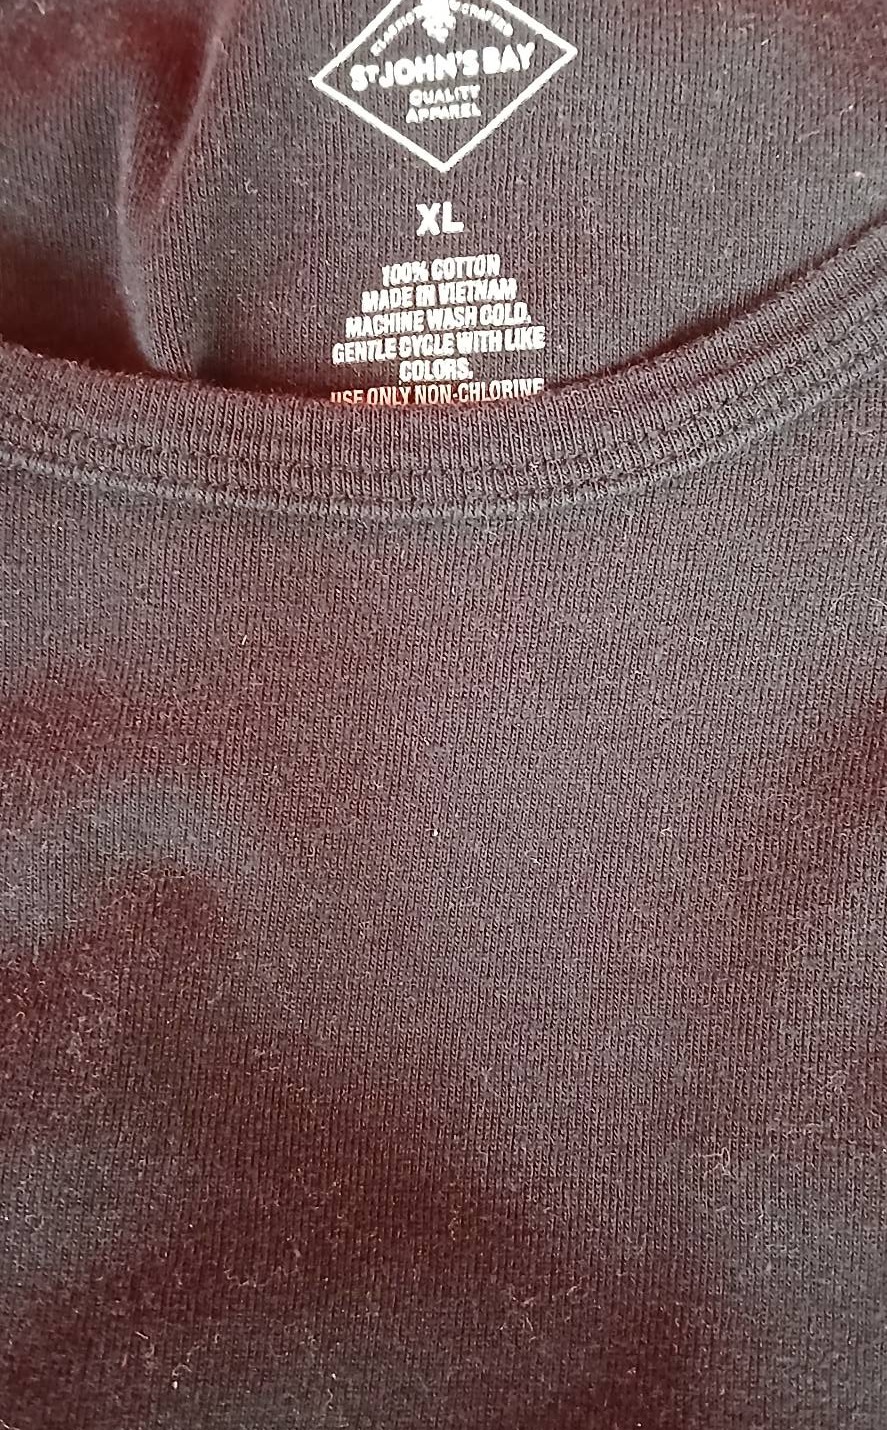 ST JOHN'S BAY
QUALITY
APPAREL
XL
100% COTTON
MADE IN VIETNAM
MACHINE WASH COLD,
GENTLE CYCLE WITH LIKE
COLORS.
USE ONLY NON-CHLORINE